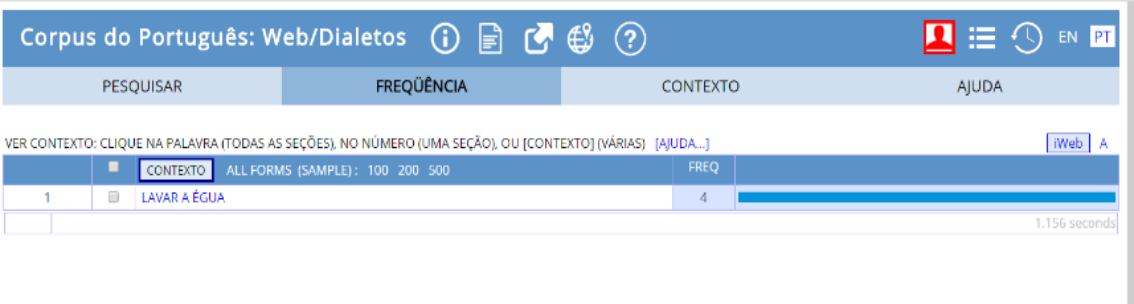 Corpus do Português: Web/Dialetos EN PT
PESQUISAR FREQÜÊNCIA CONTEXTO AJUDA
VER CONTEXTO: CLIQUE NA PALAVRA (TODAS AS SEÇÕES), NO NÚMERO (UMA SEÇÃO), OU [CONTEXTO] (VÁRIAS) [AJUDA...] iWeb A
CONTEXTO ALL FORMS (SAMPLE): 100 200 500 FREQ
1 LAVAR A ÉGUA 4
1.156 seconds